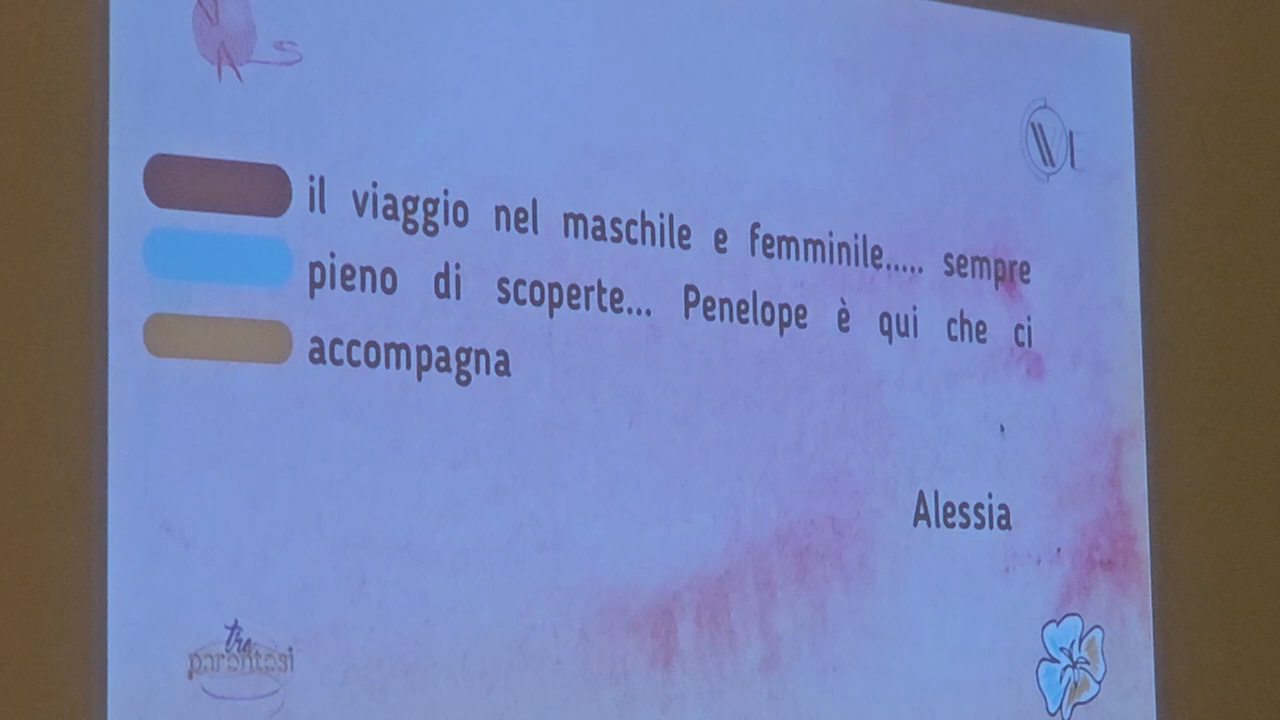 il viaggio nel maschile e femminile..... sempre
pieno di scoperte... Penelope è qui che ci
accompagna
Alessia
tra
parentesi